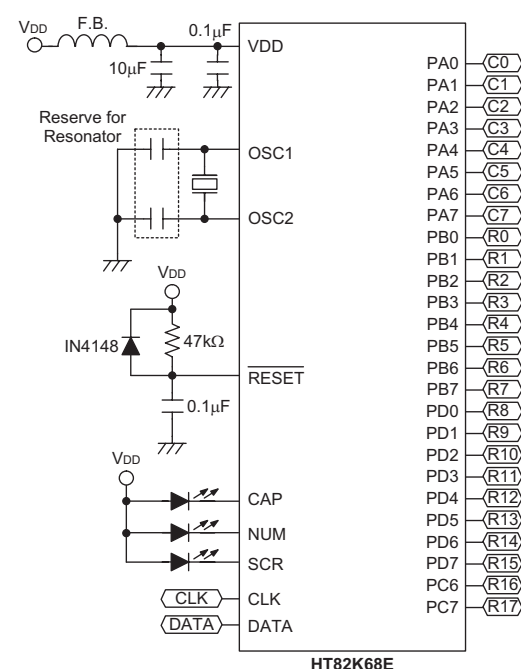 VDD
F.B.
0.1μF
10μF
VDD
Reserve for
Resonator
OSC1
OSC2
VDD
IN4148
47kΩ
RESET
0.1μF
VDD
CAP
NUM
SCR
CLK
CLK
DATA
DATA
PA0
C0
PA1
C1
PA2
C2
PA3
C3
PA4
C4
PA5
C5
PA6
C6
PA7
C7
PB0
R0
PB1
R1
PB2
R2
PB3
R3
PB4
R4
PB5
R5
PB6
R6
PB7
R7
PD0
R8
PD1
R9
PD2
R10
PD3
R11
PD4
R12
PD5
R13
PD6
R14
PD7
R15
PC6
R16
PC7
R17
HT82K68E